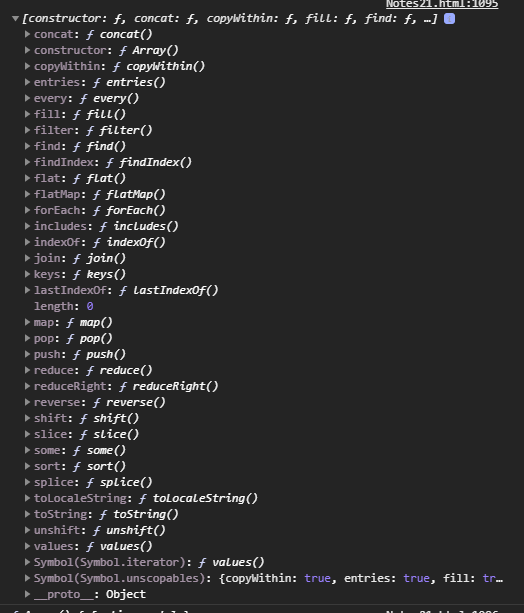 Notes21.html:1095
[constructor: ƒ, concat: ƒ, copyWithin: ƒ, fill: ƒ, find: ƒ, …] i
concat: ƒ concat()
constructor: ƒ Array()
copyWithin: ƒ copyWithin()
entries: ƒ entries()
every: ƒ every()
fill: ƒ fill()
filter: ƒ filter()
find: ƒ find()
findIndex: ƒ findIndex()
flat: ƒ flat()
flatMap: ƒ flatMap()
forEach: ƒ forEach()
includes: ƒ includes()
indexOf: ƒ indexOf()
join: ƒ join()
keys: ƒ keys()
lastIndexOf: ƒ lastIndexOf()
length: 0
map: ƒ map()
pop: ƒ pop()
push: ƒ push()
reduce: ƒ reduce()
reduceRight: ƒ reduceRight()
reverse: ƒ reverse()
shift: ƒ shift()
slice: ƒ slice()
some: ƒ some()
sort: ƒ sort()
splice: ƒ splice()
toLocaleString: ƒ toLocaleString()
toString: ƒ toString()
unshift: ƒ unshift()
values: ƒ values()
Symbol(Symbol.iterator): ƒ values()
Symbol(Symbol.unscopables): {copyWithin: true, entries: true, fill: tr…
__proto__: Object